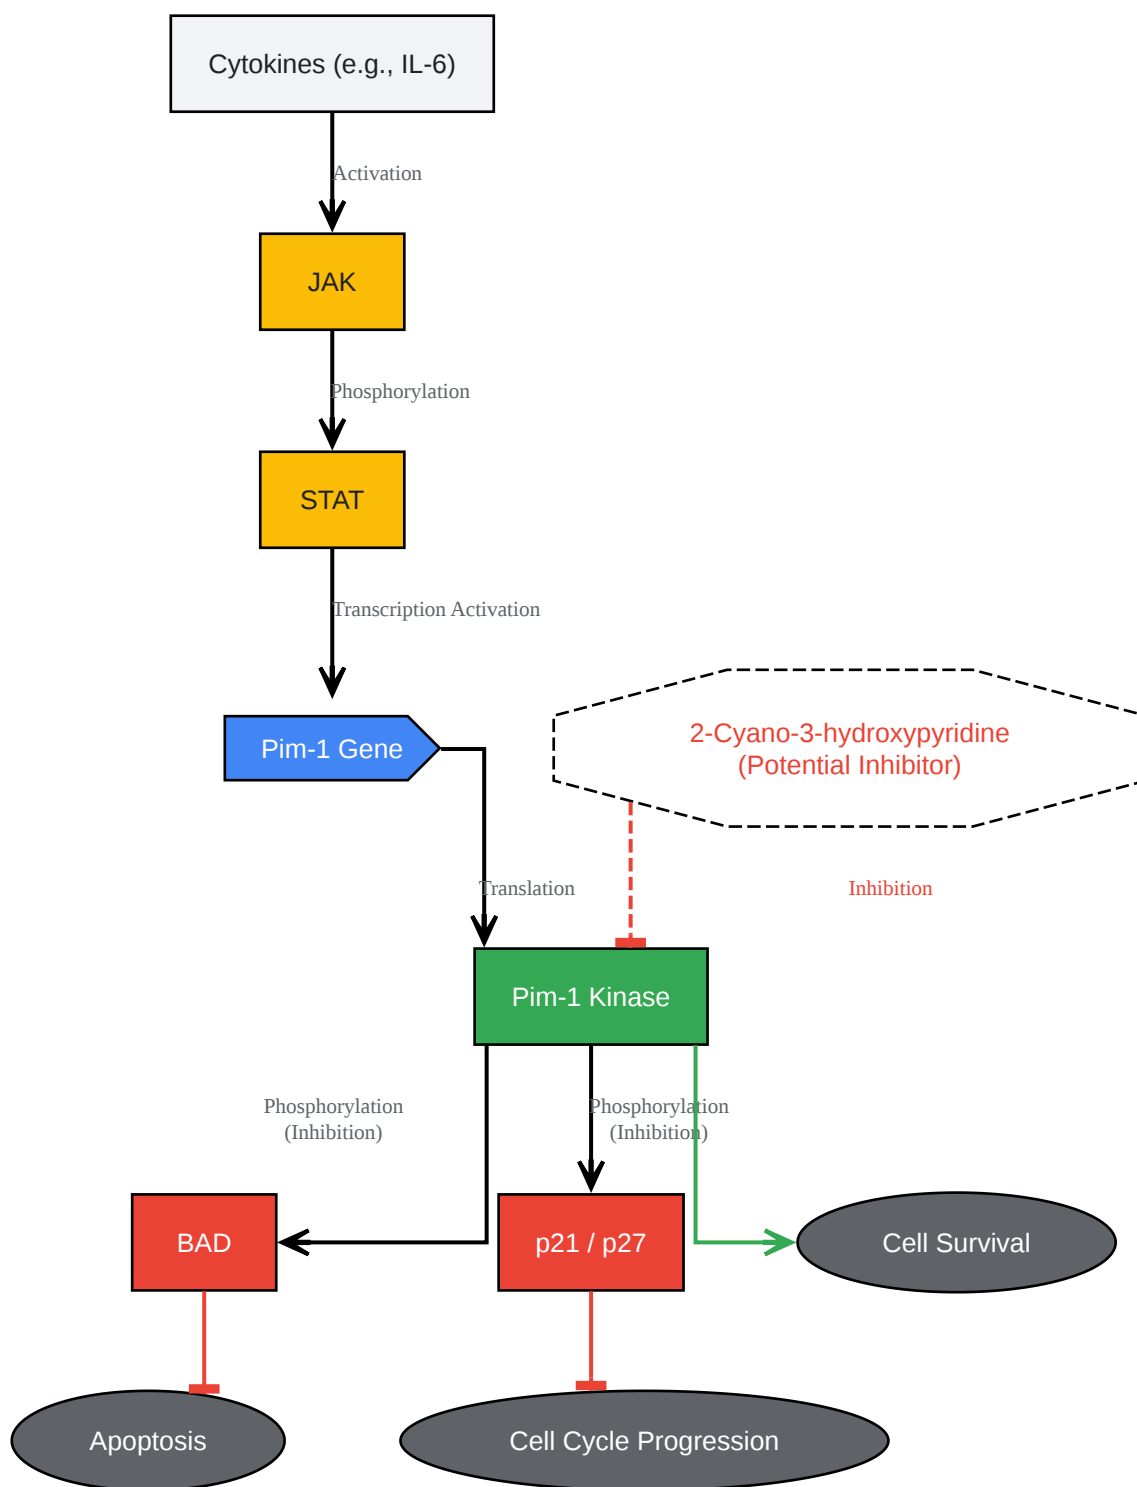 Cytokines (e.g., IL-6)
Activation
JAK
Phosphorylation
STAT
Transcription Activation
Pim-1 Gene
2-Cyano-3-hydroxypyridine
(Potential Inhibitor)
Translation
Inhibition
Pim-1 Kinase
Phosphorylation
(Inhibition)
Phosphorylation
(Inhibition)
BAD
p21 / p27
Cell Survival
Apoptosis
Cell Cycle Progression